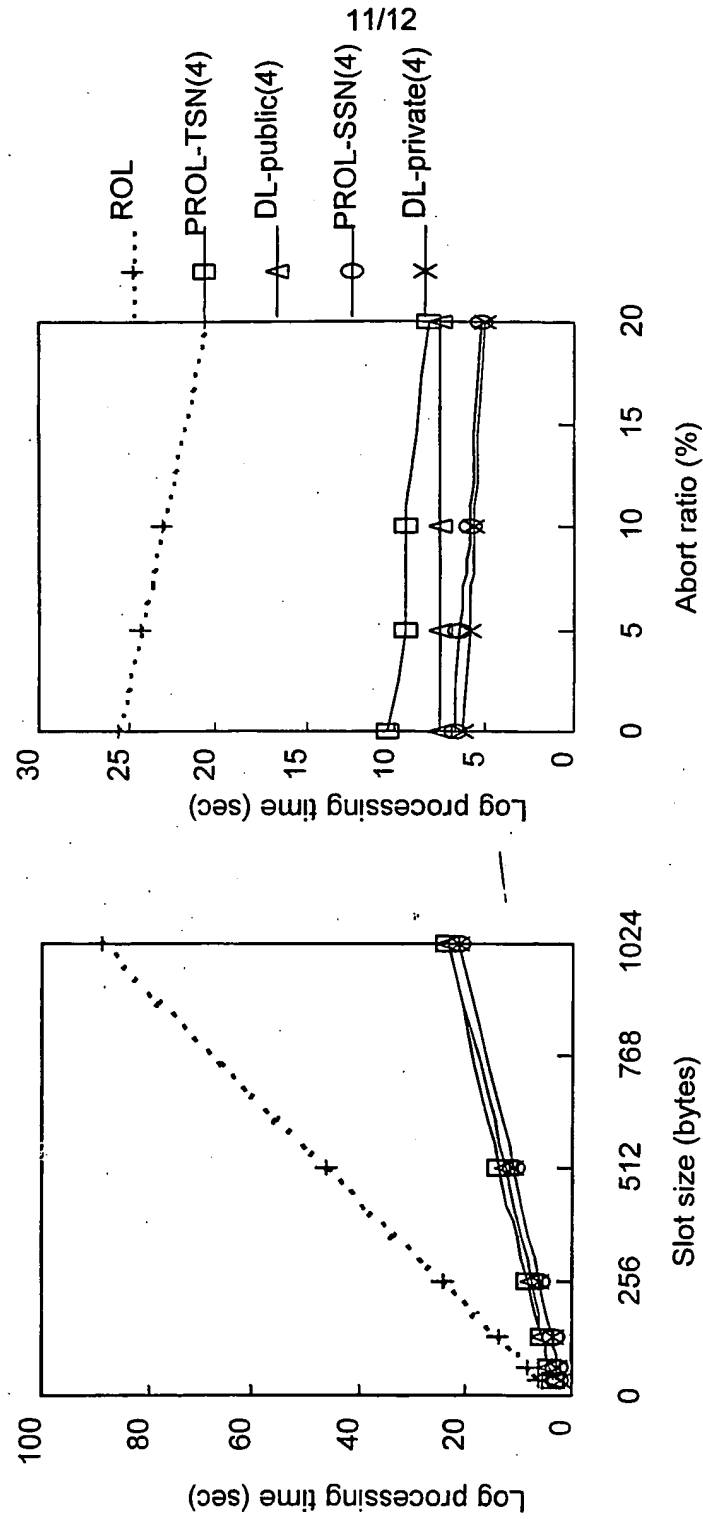 11/12
100
80
60
40
20
0
Log processing time (sec)
0 256 512 768 1024
Slot size (bytes)
30
25
20
15
10
5
0
Log processing time (sec)
0 5 10 15 20
Abort ratio (%)
ROL
PROL-TSN(4)
DL-public(4)
PROL-SSN(4)
DL-private(4)